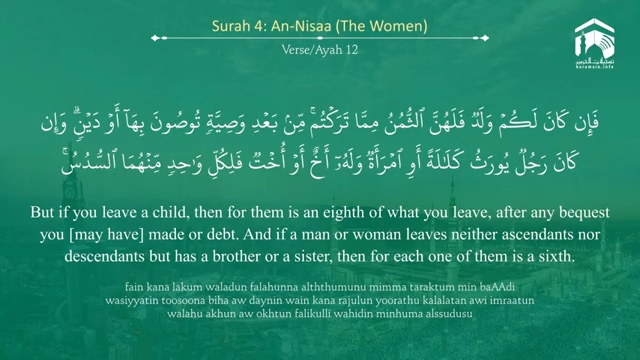 Surah 4: An-Nisaa (The Women)
Verse/Ayah 12
haramain.info
فَإِن كَانَ لَكُمْ وَلَدٌ فَلَهُنَّ ٱلثُّمُنُ مِمَّا تَرَكْتُم ۚ مِّنۢ بَعْدِ وَصِيَّةٍ تُوصُونَ بِهَآ أَوْ دَيْنٍ ۗ وَإِن
كَانَ رَجُلٌ يُورَثُ كَلَـٰلَةً أَوِ ٱمْرَأَةٌ وَلَهُۥٓ أَخٌ أَوْ أُخْتٌ فَلِكُلِّ وَٰحِدٍ مِّنْهُمَا ٱلسُّدُسُ ۚ
But if you leave a child, then for them is an eighth of what you leave, after any bequest
you [may have] made or debt. And if a man or woman leaves neither ascendants nor
descendants but has a brother or a sister, then for each one of them is a sixth.
fain kana lakum waladun falahunna alththumunu mimma taraktum min baAAdi
wasiyyatin toosoona biha aw daynin wain kana rajulun yoorathu kalalatan awi imraatun
walahu akhun aw okhtun falikulli wahidin minhuma alssudusu